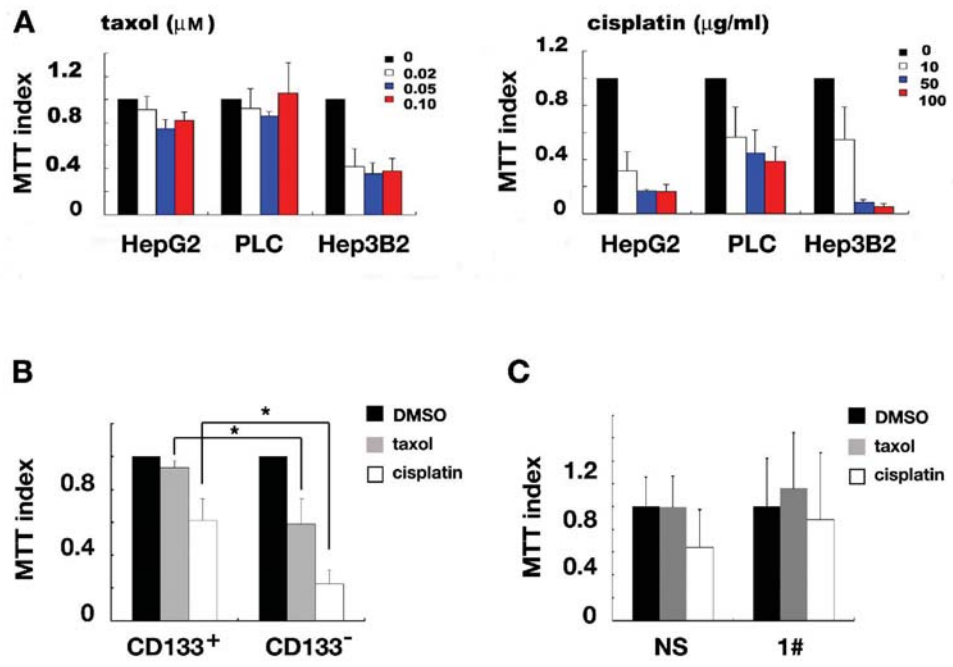 A
taxol (μM)
MTT index
1.2
0.8
0.4
0
0
0.02
0.05
0.10
HepG2 PLC Hep3B2
cisplatin (μg/ml)
MTT index
1.2
0.8
0.4
0
0
10
50
100
HepG2 PLC Hep3B2
B
MTT index
0.8
0.4
0
* *
DMSO
taxol
cisplatin
CD133+ CD133-
C
MTT index
1.2
0.8
0.4
0
DMSO
taxol
cisplatin
NS 1#